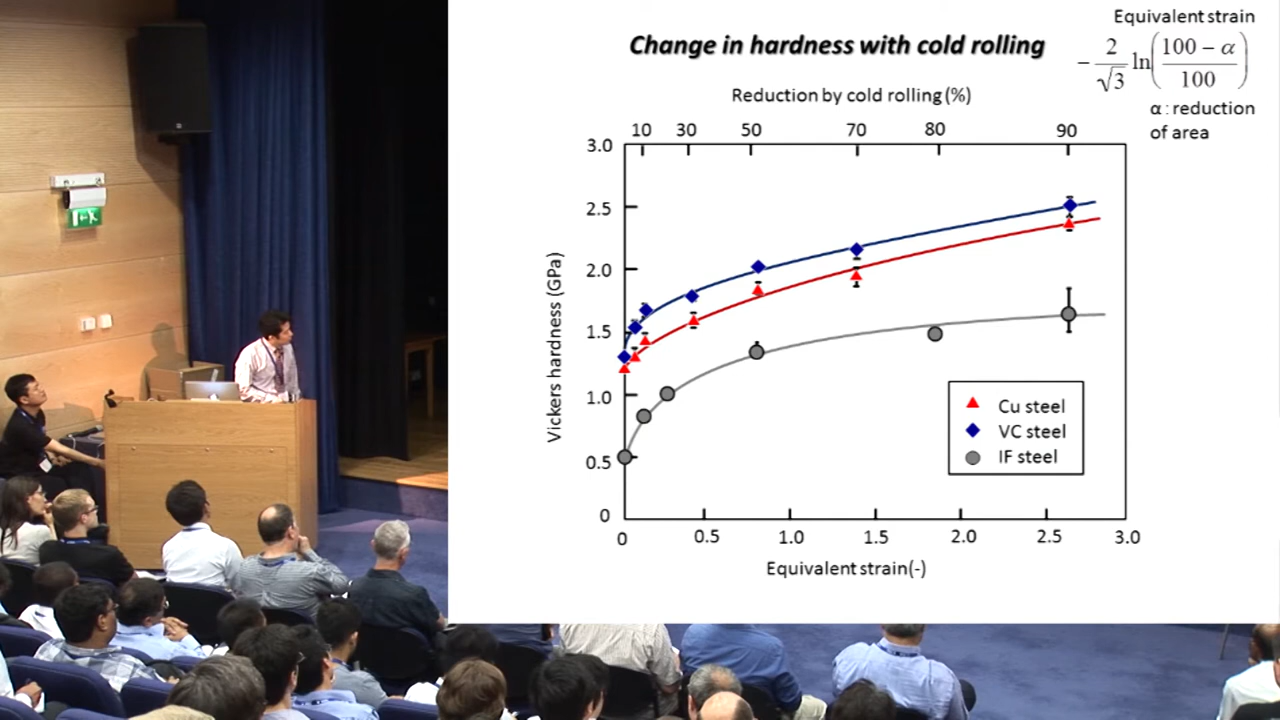 Change in hardness with cold rolling
Equivalent strain
− 2/√3 ln((100 − α)/100)
α : reduction
of area
Reduction by cold rolling (%)
10 30 50 70 80 90
3.0
2.5
2.0
1.5
1.0
0.5
0
Vickers hardness (GPa)
Cu steel
VC steel
IF steel
0 0.5 1.0 1.5 2.0 2.5 3.0
Equivalent strain(-)